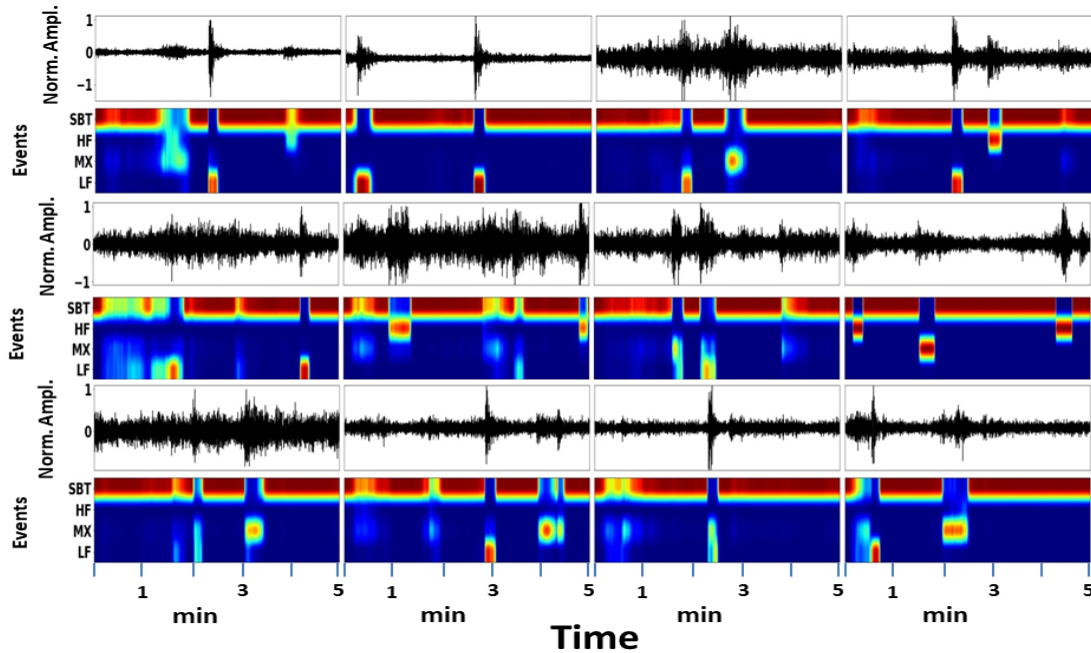 Norm. Ampl.
1
0
−1
Events
SBT
HF
MX
LF
Norm. Ampl.
1
0
−1
Events
SBT
HF
MX
LF
Norm. Ampl.
1
0
Events
SBT
HF
MX
LF
1 3 5 1 3 5 1 3 5 1 3 5
min min min min
Time